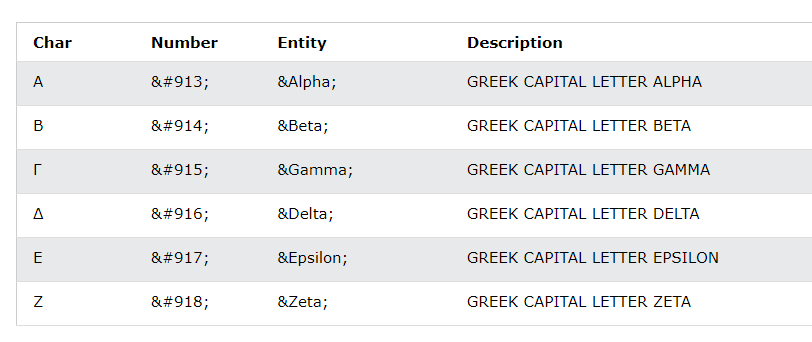 Char Number Entity Description
Α &#913; &Alpha; GREEK CAPITAL LETTER ALPHA
Β &#914; &Beta; GREEK CAPITAL LETTER BETA
Γ &#915; &Gamma; GREEK CAPITAL LETTER GAMMA
Δ &#916; &Delta; GREEK CAPITAL LETTER DELTA
Ε &#917; &Epsilon; GREEK CAPITAL LETTER EPSILON
Ζ &#918; &Zeta; GREEK CAPITAL LETTER ZETA